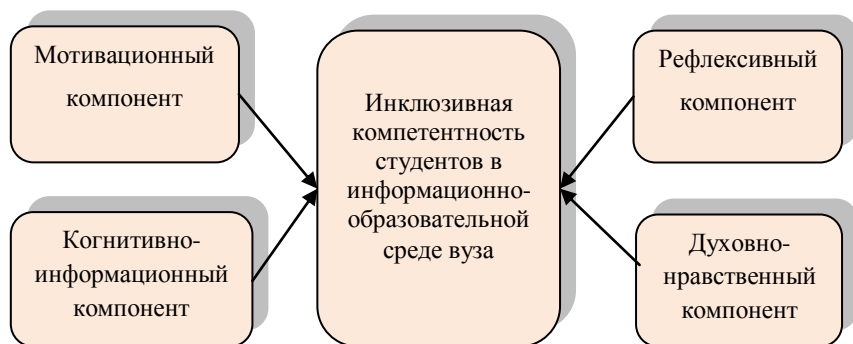 Мотивационный
компонент
Когнитивно-
информационный
компонент
Инклюзивная
компетентность
студентов в
информационно-
образовательной
среде вуза
Рефлексивный
компонент
Духовно-
нравственный
компонент